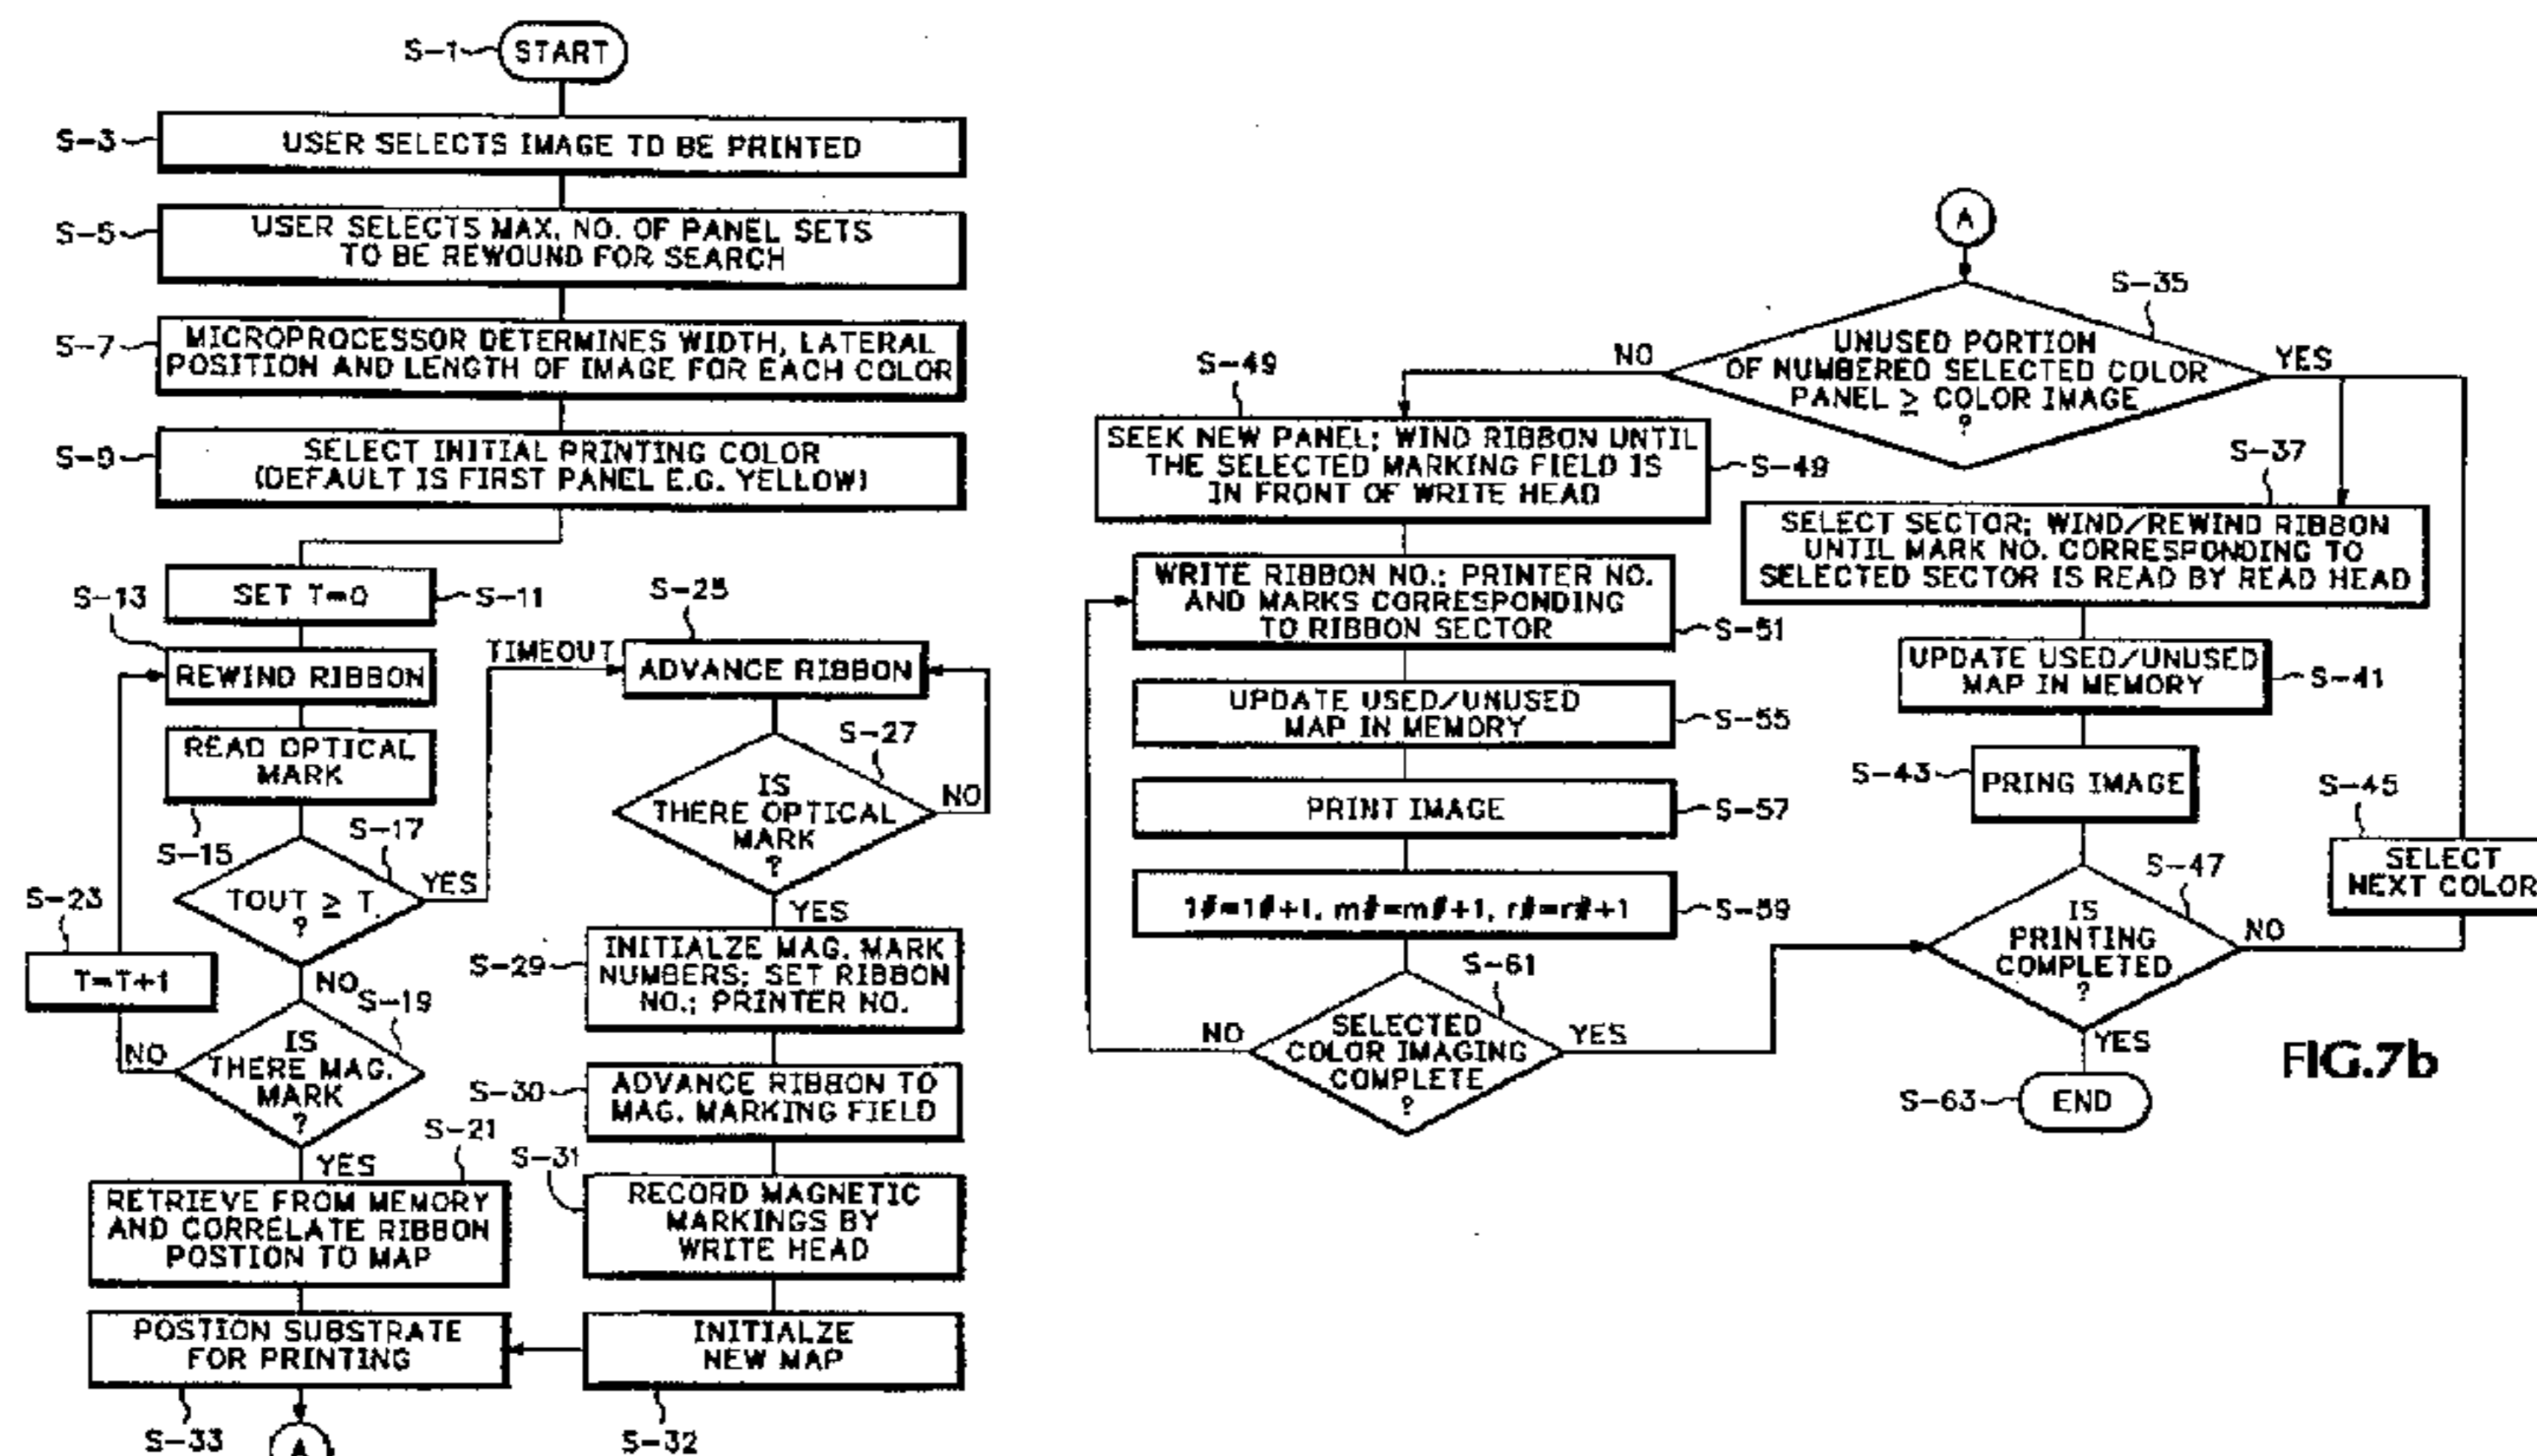 S-1
START
S-3
USER SELECTS IMAGE TO BE PRINTED
S-5
USER SELECTS MAX. NO. OF PANEL SETS
TO BE REWOUND FOR SEARCH
S-7
MICROPROCESSOR DETERMINES WIDTH, LATERAL
POSITION AND LENGTH OF IMAGE FOR EACH COLOR
S-9
SELECT INITIAL PRINTING COLOR
(DEFAULT IS FIRST PANEL E.G. YELLOW)
SET T=0
S-11
S-13
REWIND RIBBON
READ OPTICAL
MARK
S-15
S-17
TOUT ≥ T
?
YES
NO
S-23
T=T+1
S-19
IS
THERE MAG.
MARK
?
NO
YES
S-21
RETRIEVE FROM MEMORY
AND CORRELATE RIBBON
POSTION TO MAP
POSTION SUBSTRATE
FOR PRINTING
S-33
A
TIMEOUT
S-25
ADVANCE RIBBON
S-27
IS
THERE OPTICAL
MARK
?
NO
YES
S-29
INITIALZE MAG. MARK
NUMBERS; SET RIBBON
NO.; PRINTER NO.
S-30
ADVANCE RIBBON TO
MAG. MARKING FIELD
S-31
RECORD MAGNETIC
MARKINGS BY
WRITE HEAD
INITIALZE
NEW MAP
S-32
A
S-35
UNUSED PORTION
OF NUMBERED SELECTED COLOR
PANEL ≥ COLOR IMAGE
?
NO
YES
S-49
SEEK NEW PANEL; WIND RIBBON UNTIL
THE SELECTED MARKING FIELD IS
IN FRONT OF WRITE HEAD
S-49
WRITE RIBBON NO.; PRINTER NO.
AND MARKS CORRESPONDING
TO RIBBON SECTOR
S-51
UPDATE USED/UNUSED
MAP IN MEMORY
S-55
PRINT IMAGE
S-57
1#=1#+1, m#=m#+1, r#=r#+1
S-59
S-61
SELECTED
COLOR IMAGING
COMPLETE
?
NO
YES
S-37
SELECT SECTOR; WIND/REWIND RIBBON
UNTIL MARK NO. CORRESPONDING TO
SELECTED SECTOR IS READ BY READ HEAD
UPDATE USED/UNUSED
MAP IN MEMORY
S-41
S-43
PRING IMAGE
S-45
SELECT
NEXT COLOR
S-47
IS
PRINTING
COMPLETED
?
NO
YES
S-63
END
FIG.7b